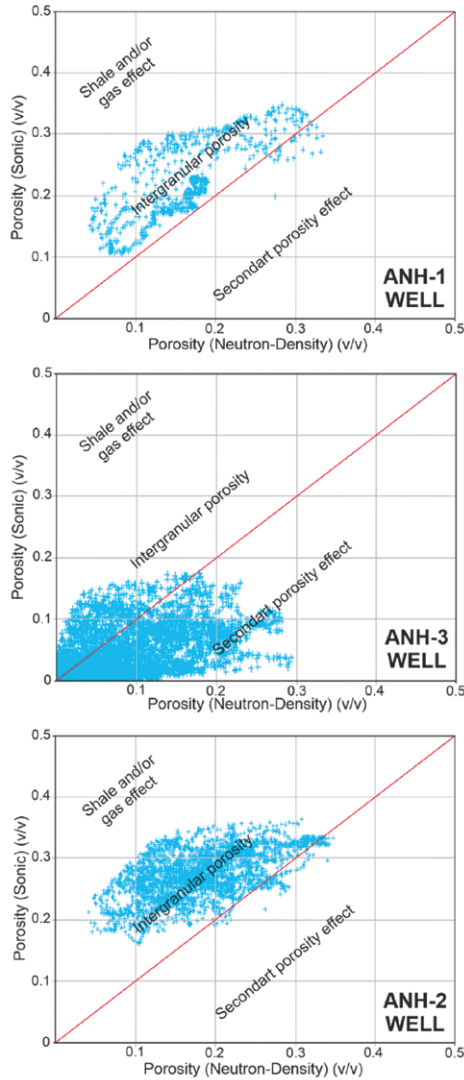 0.5
0.4
0.3
0.2
0.1
0
0.1
0.2
0.3
0.4
0.5
Porosity (Sonic) (v/v)
Porosity (Neutron-Density) (v/v)
Shale and/or
gas effect
Intergranular porosity
Secondart porosity effect
ANH-1
WELL
0.5
0.4
0.3
0.2
0.1
0
0.1
0.2
0.3
0.4
0.5
Porosity (Sonic) (v/v)
Porosity (Neutron-Density) (v/v)
Shale and/or
gas effect
Intergranular porosity
Secondart porosity effect
ANH-3
WELL
0.5
0.4
0.3
0.2
0.1
0
0.1
0.2
0.3
0.4
0.5
Porosity (Sonic) (v/v)
Porosity (Neutron-Density) (v/v)
Shale and/or
gas effect
Intergranular porosity
Secondart porosity effect
ANH-2
WELL